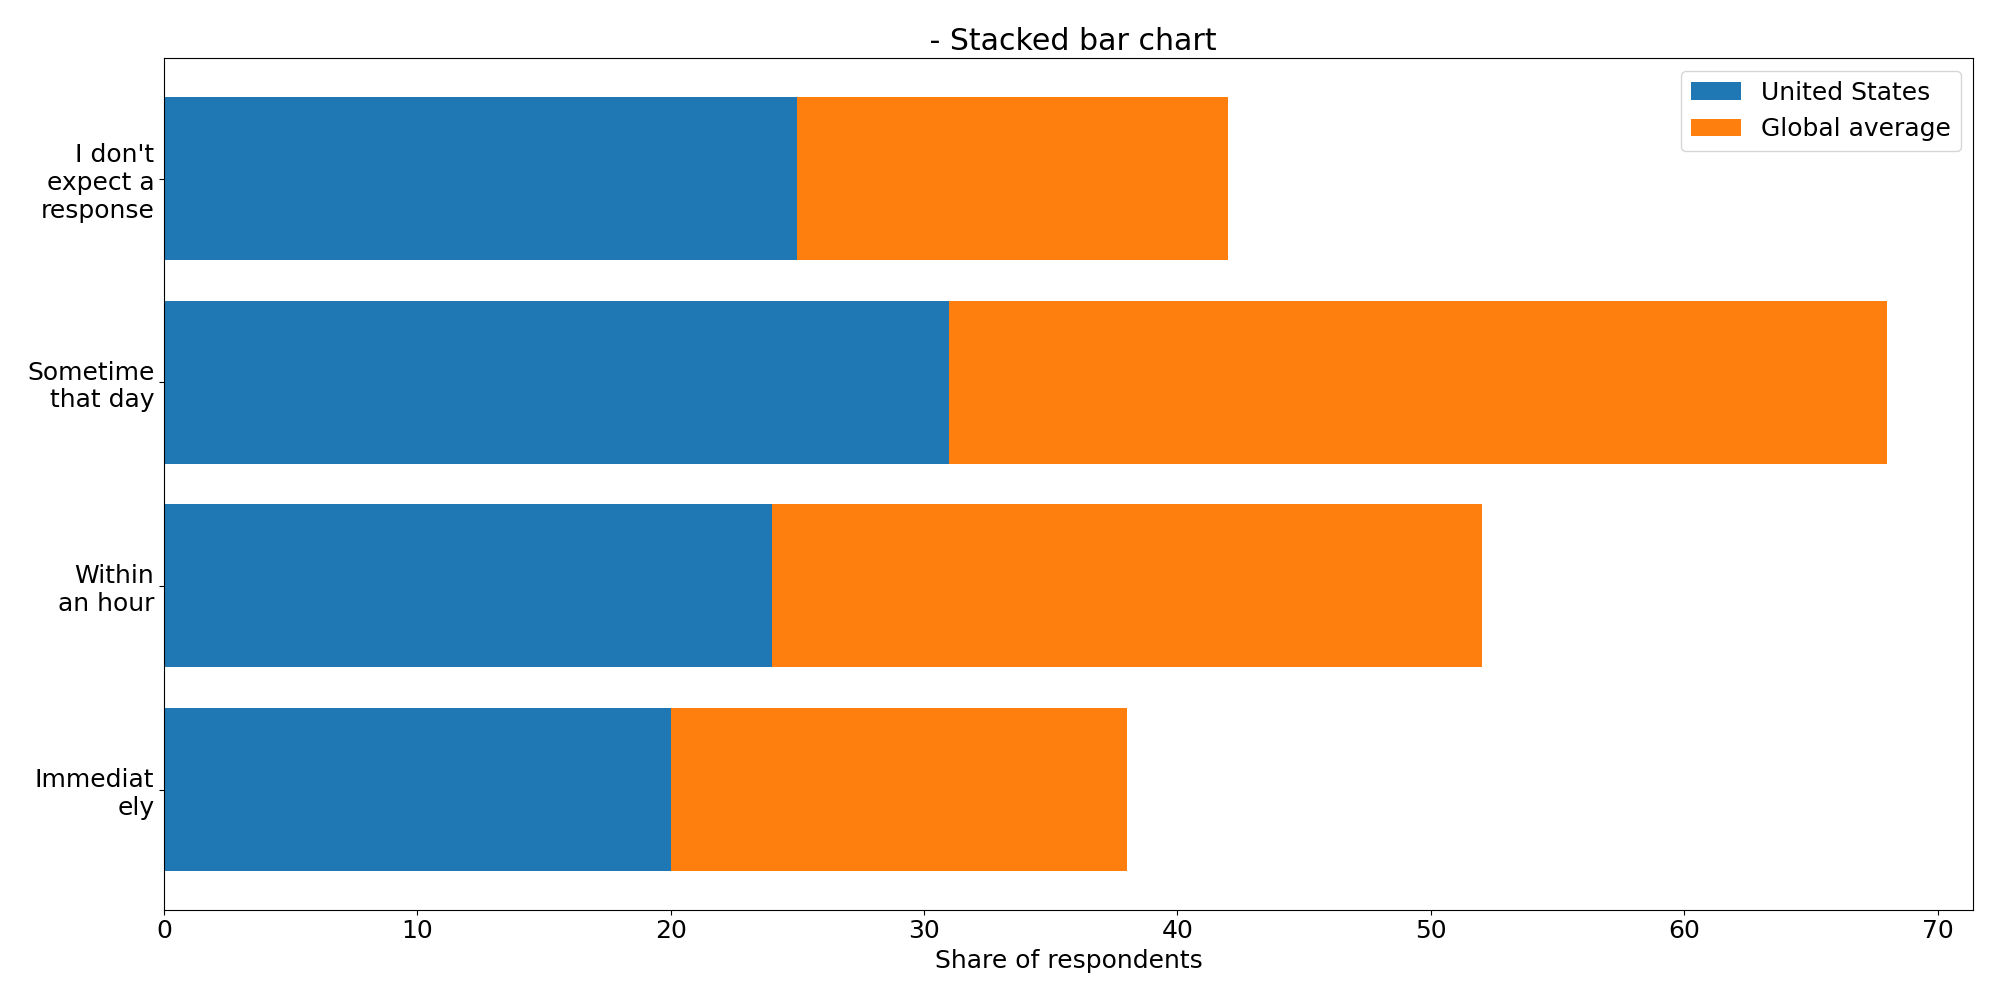 - Stacked bar chart
United States
Global average
I don't
expect a
response
Sometime
that day
Within
an hour
Immediat
ely
0 10 20 30 40 50 60 70
Share of respondents